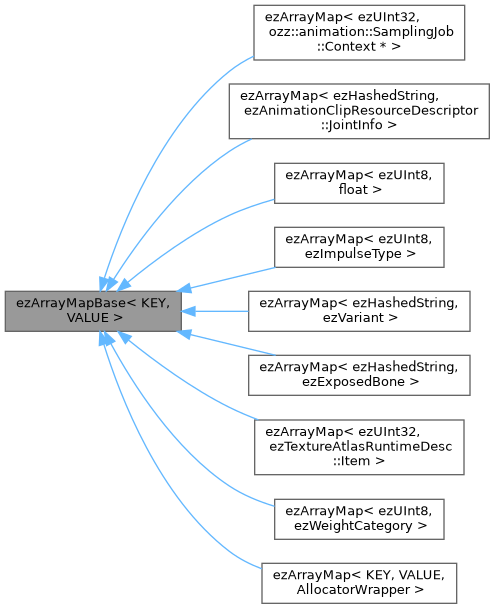 ezArrayMap< ezUInt32,
ozz::animation::SamplingJob
::Context * >
ezArrayMap< ezHashedString,
ezAnimationClipResourceDescriptor
::JointInfo >
ezArrayMap< ezUInt8,
float >
ezArrayMap< ezUInt8,
ezImpulseType >
ezArrayMapBase< KEY,
VALUE >
ezArrayMap< ezHashedString,
ezVariant >
ezArrayMap< ezHashedString,
ezExposedBone >
ezArrayMap< ezUInt32,
ezTextureAtlasRuntimeDesc
::Item >
ezArrayMap< ezUInt8,
ezWeightCategory >
ezArrayMap< KEY, VALUE,
AllocatorWrapper >